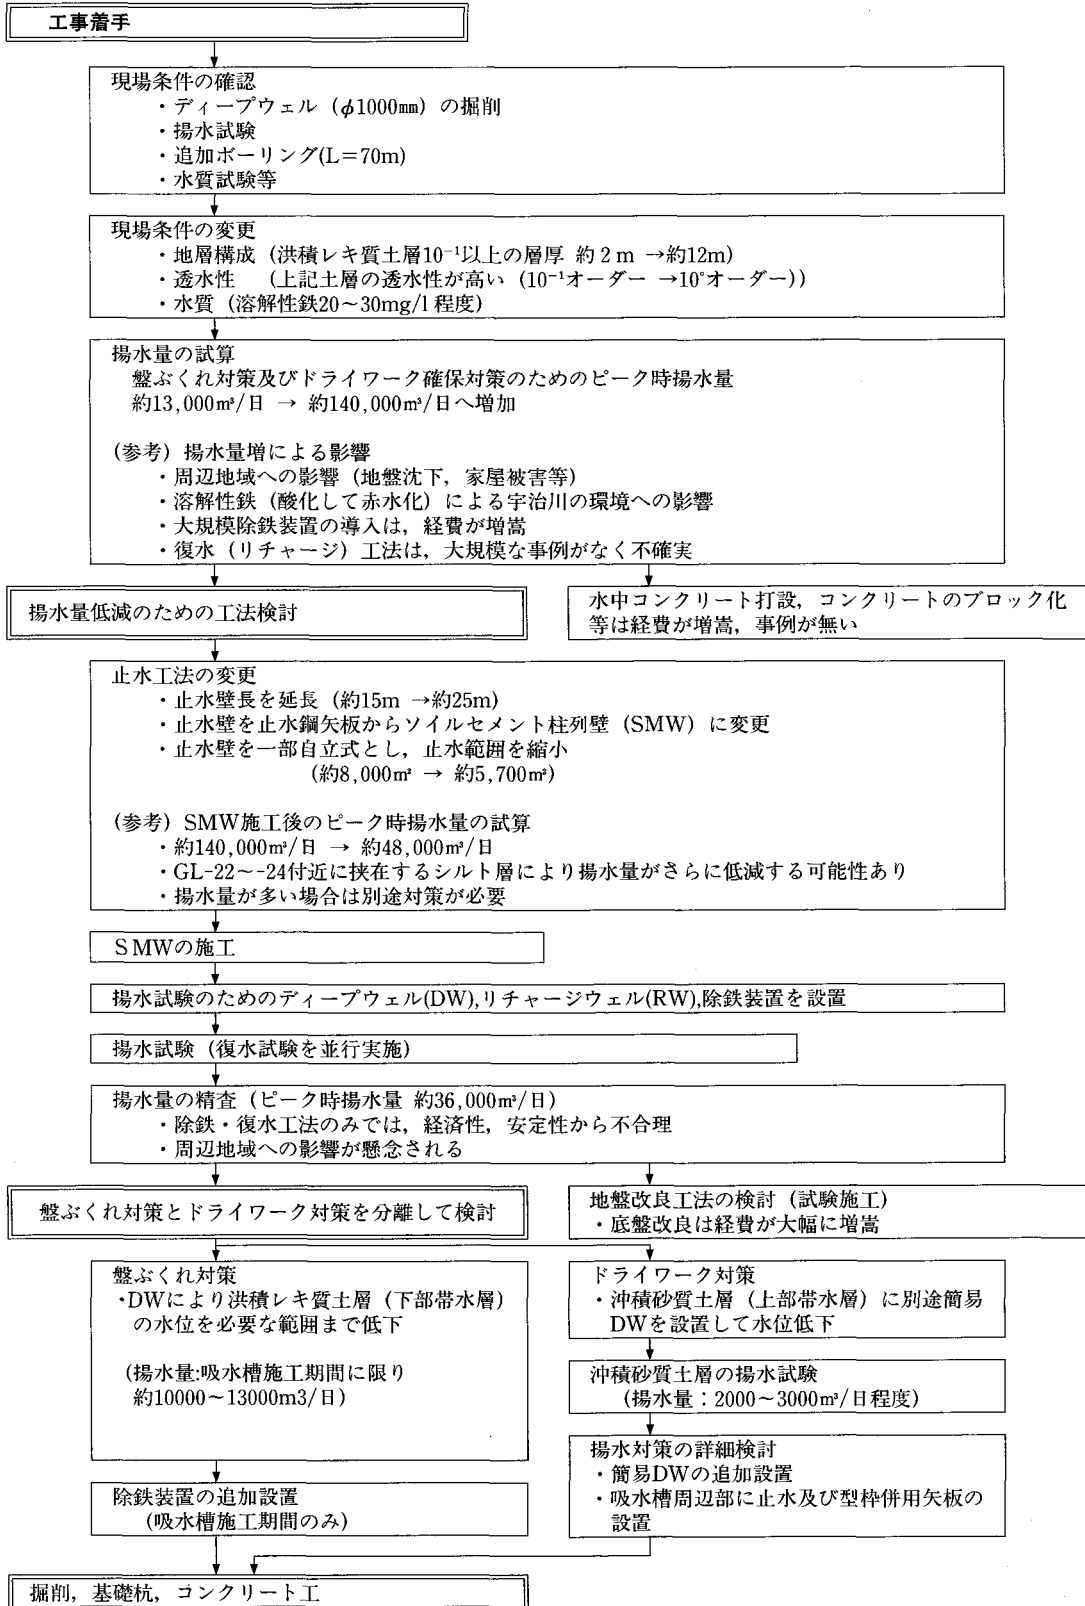 工事着手
現場条件の確認
・ディープウェル（φ1000㎜）の掘削
・揚水試験
・追加ボーリング(L＝70m)
・水質試験等
現場条件の変更
・地層構成（洪積レキ質土層10⁻¹以上の層厚 約２ｍ →約12m）
・透水性　（上記土層の透水性が高い（10⁻¹オーダー →10°オーダー））
・水質（溶解性鉄20～30mg/l 程度）
揚水量の試算
盤ぶくれ対策及びドライワーク確保対策のためのピーク時揚水量
約13,000㎥/日 → 約140,000㎥/日へ増加
(参考）揚水量増による影響
・周辺地域への影響（地盤沈下，家屋被害等）
・溶解性鉄（酸化して赤水化）による宇治川の環境への影響
・大規模除鉄装置の導入は，経費が増嵩
・復水（リチャージ）工法は，大規模な事例がなく不確実
揚水量低減のための工法検討
水中コンクリート打設，コンクリートのブロック化
等は経費が増嵩，事例が無い
止水工法の変更
・止水壁長を延長（約15m →約25m）
・止水壁を止水鋼矢板からソイルセメント柱列壁（SMW）に変更
・止水壁を一部自立式とし，止水範囲を縮小
（約8,000㎡ → 約5,700㎡）
(参考）SMW施工後のピーク時揚水量の試算
・約140,000㎥/日 → 約48,000㎥/日
・GL-22～-24付近に挟在するシルト層により揚水量がさらに低減する可能性あり
・揚水量が多い場合は別途対策が必要
ＳMWの施工
揚水試験のためのディープウェル(DW),リチャージウェル(RW),除鉄装置を設置
揚水試験（復水試験を並行実施）
揚水量の精査（ピーク時揚水量 約36,000㎥/日）
・除鉄・復水工法のみでは，経済性，安定性から不合理
・周辺地域への影響が懸念される
盤ぶくれ対策とドライワーク対策を分離して検討
地盤改良工法の検討（試験施工）
・底盤改良は経費が大幅に増嵩
盤ぶくれ対策
・DWにより洪積レキ質土層（下部帯水層）
の水位を必要な範囲まで低下
(揚水量:吸水槽施工期間に限り
約10000～13000m3/日）
ドライワーク対策
・沖積砂質土層（上部帯水層）に別途簡易
DWを設置して水位低下
沖積砂質土層の揚水試験
（揚水量：2000～3000㎥/日程度）
揚水対策の詳細検討
・簡易DWの追加設置
・吸水槽周辺部に止水及び型枠併用矢板の
設置
除鉄装置の追加設置
（吸水槽施工期間のみ）
掘削，基礎杭，コンクリート工